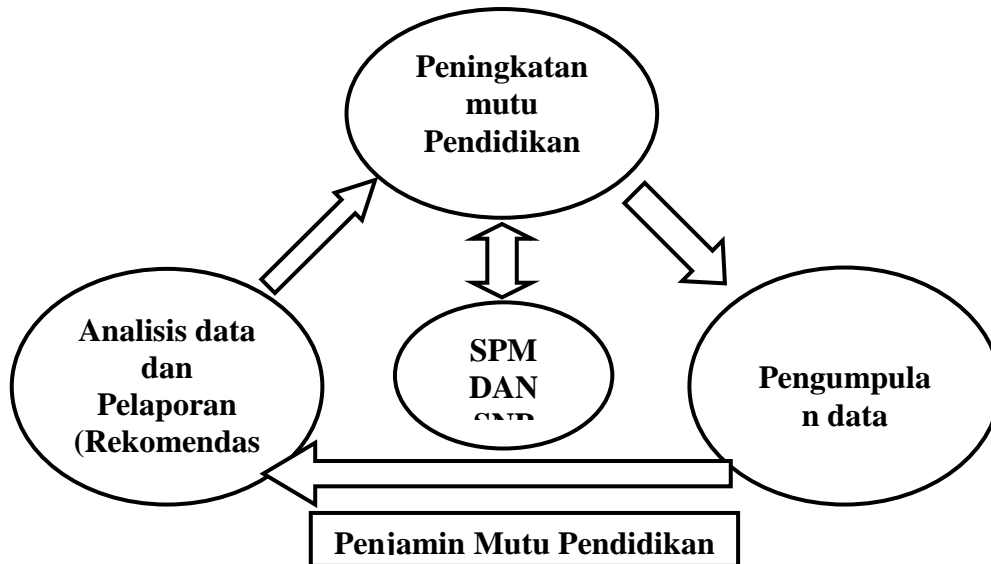 Peningkatan
mutu
Pendidikan
Analisis data
dan
Pelaporan
(Rekomendas
SPM
DAN
Pengumpula
n data
Penjamin Mutu Pendidikan